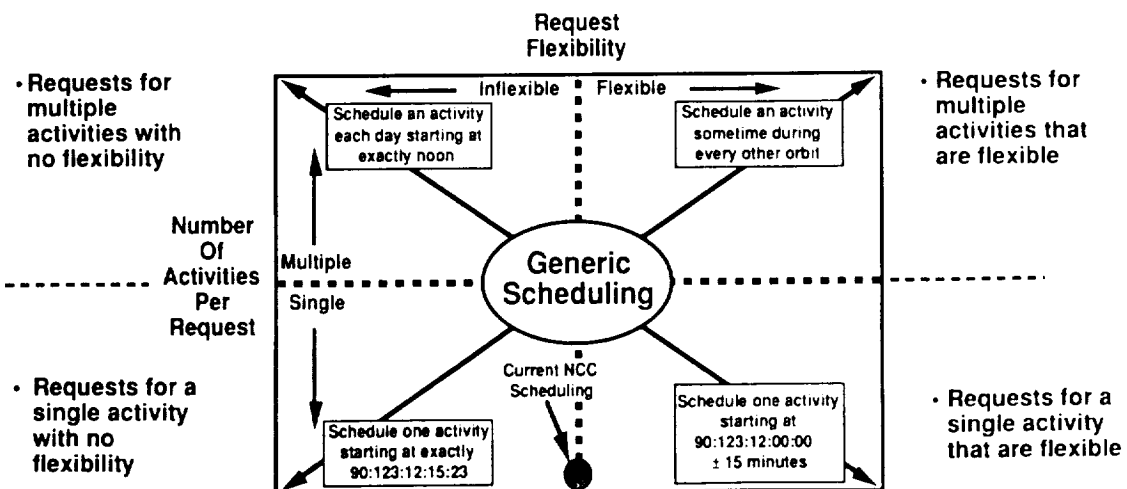 Request
Flexibility
• Requests for
multiple
activities with
no flexibility
Inflexible
Flexible
Schedule an activity
each day starting at
exactly noon
Schedule an activity
sometime during
every other orbit
• Requests for
multiple
activities that
are flexible
Number
Of
Activities
Per
Request
Multiple
Single
Generic
Scheduling
• Requests for a
single activity
with no
flexibility
Schedule one activity
starting at exactly
90:123:12:15:23
Current NCC
Scheduling
Schedule one activity
starting at
90:123:12:00:00
± 15 minutes
• Requests for a
single activity
that are flexible